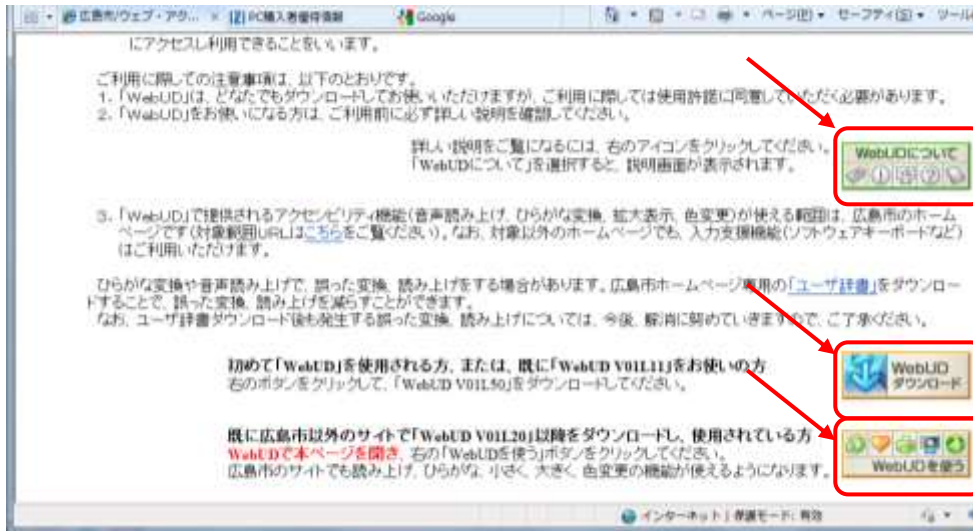 広島市/ウェブ・アク...
PC購入者優待情報
Google
ページ(P)
セーフティ(S)
ツール
にアクセスし利用できることをいいます。
ご利用に際しての注意事項は、以下のとおりです。
1．「WebUD」は、どなたでもダウンロードしてお使いいただけますが、ご利用に際しては使用許諾に同意していただく必要があります。
2．「WebUD」をお使いになる方は、ご利用前に必ず詳しい説明を確認してください。
詳しい説明をご覧になるには、右のアイコンをクリックしてください。
「WebUDについて」を選択すると、説明画面が表示されます。
WebUDについて
3．「WebUD」で提供されるアクセシビリティ機能(音声読み上げ、ひらがな変換、拡大表示、色変更)が使える範囲は、広島市のホーム
ページです(対象範囲URLはこちらをご覧ください)。なお、対象以外のホームページでも、入力支援機能(ソフトウェアキーボードなど)
はご利用いただけます。
ひらがな変換や音声読み上げで、誤った変換、読み上げをする場合があります。広島市ホームページ専用の「ユーザ辞書」をダウンロー
ドすることで、誤った変換、読み上げを減らすことができます。
なお、ユーザ辞書ダウンロード後も発生する誤った変換、読み上げについては、今後、解消に努めていきますので、ご了承ください。
初めて「WebUD」を使用される方、または、既に「WebUD V01L11」をお使いの方
右のボタンをクリックして、「WebUD V01L50」をダウンロードしてください。
WebUD
ダウンロード
既に広島市以外のサイトで「WebUD V01L20」以降をダウンロードし、使用されている方
WebUDで本ページを開き、右の「WebUDを使う」ボタンをクリックしてください。
広島市のサイトでも読み上げ、ひらがな、小さく、大きく、色変更の機能が使えるようになります。
WebUDを使う
インターネット | 保護モード: 有効